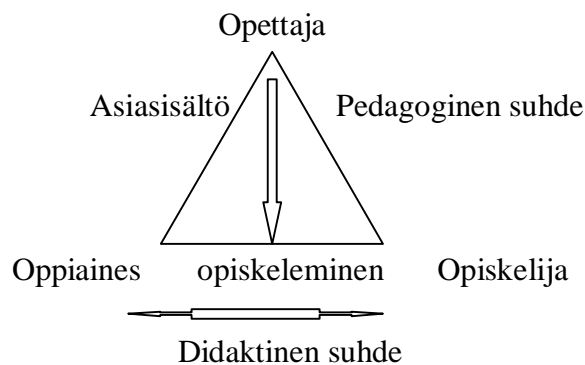 Opettaja
Asiasisältö Pedagoginen suhde
Oppiaines opiskeleminen Opiskelija
Didaktinen suhde